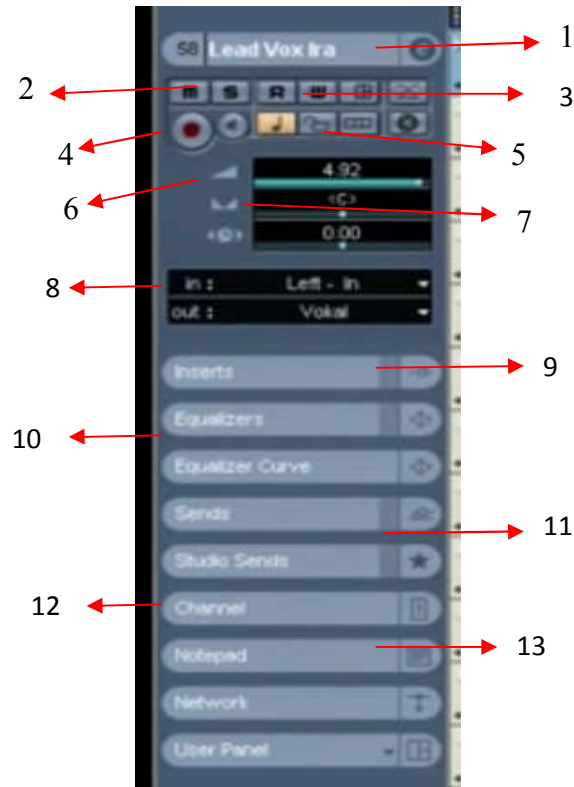 S8 Lead Vox Ira 1
2 m S R W 3
4 5
6 4.92
<C> 7
<0> 0.00
8 in : Left - In
out : Vokal
Inserts 9
Equalizers
10
Equalizer Curve
Sends
11
Studio Sends
12 Channel
Notepad 13
Network
User Panel